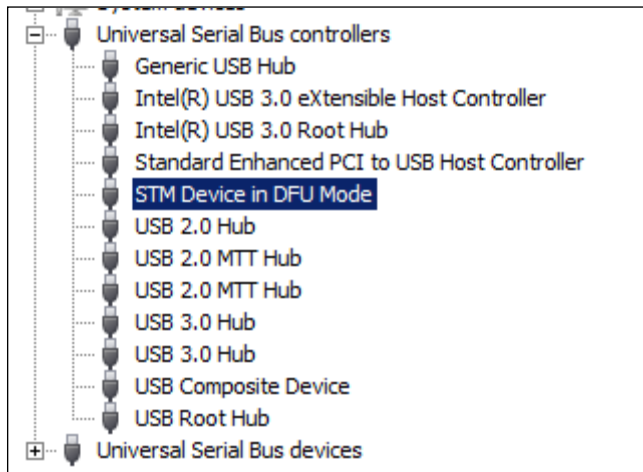 System devices
Universal Serial Bus controllers
Generic USB Hub
Intel(R) USB 3.0 eXtensible Host Controller
Intel(R) USB 3.0 Root Hub
Standard Enhanced PCI to USB Host Controller
STM Device in DFU Mode
USB 2.0 Hub
USB 2.0 MTT Hub
USB 2.0 MTT Hub
USB 3.0 Hub
USB 3.0 Hub
USB Composite Device
USB Root Hub
Universal Serial Bus devices